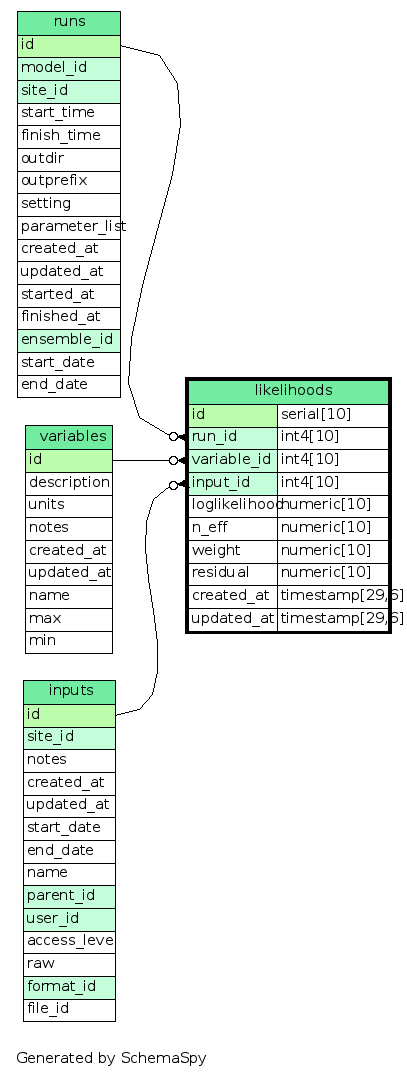 runs
id
model_id
site_id
start_time
finish_time
outdir
outprefix
setting
parameter_list
created_at
updated_at
started_at
finished_at
ensemble_id
start_date
end_date
likelihoods
id serial[10]
run_id int4[10]
variable_id int4[10]
input_id int4[10]
loglikelihood numeric[10]
n_eff numeric[10]
weight numeric[10]
residual numeric[10]
created_at timestamp[29,6]
updated_at timestamp[29,6]
variables
id
description
units
notes
created_at
updated_at
name
max
min
inputs
id
site_id
notes
created_at
updated_at
start_date
end_date
name
parent_id
user_id
access_leve
raw
format_id
file_id
Generated by SchemaSpy